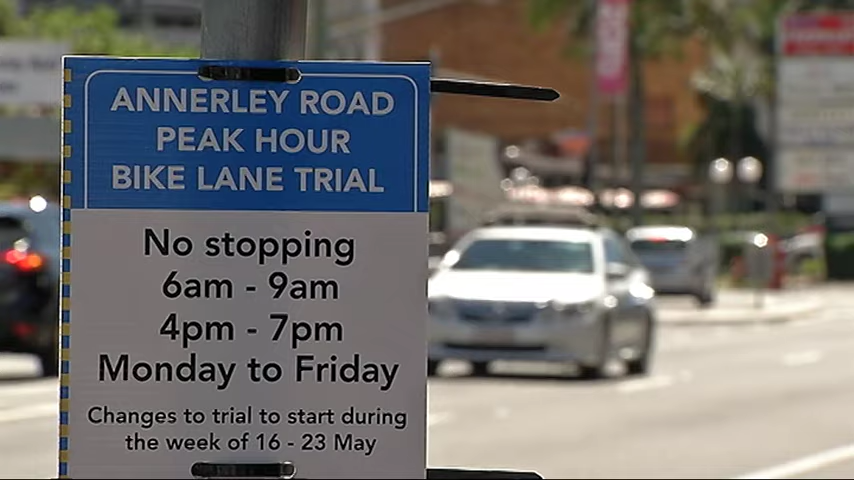 ANNERLEY ROAD
PEAK HOUR
BIKE LANE TRIAL
No stopping
6am - 9am
4pm - 7pm
Monday to Friday
Changes to trial to start during
the week of 16 - 23 May